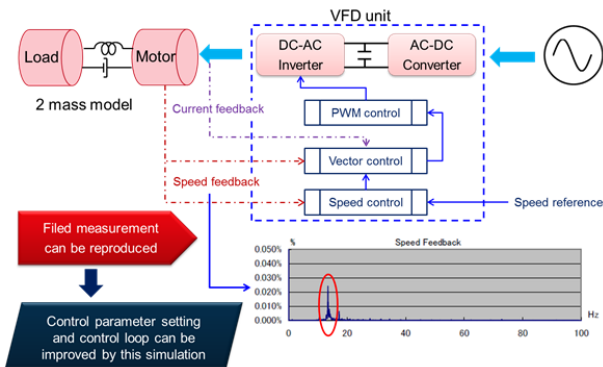 VFD unit
Load
Motor
DC-AC
Inverter
AC-DC
Converter
2 mass model
Current feedback
PWM control
Vector control
Speed feedback
Speed control
Speed reference
Filed measurement
can be reproduced
Control parameter setting
and control loop can be
improved by this simulation
% Speed Feedback
0.050%
0.040%
0.030%
0.020%
0.010%
0.000%
0 20 40 60 80 100
Hz